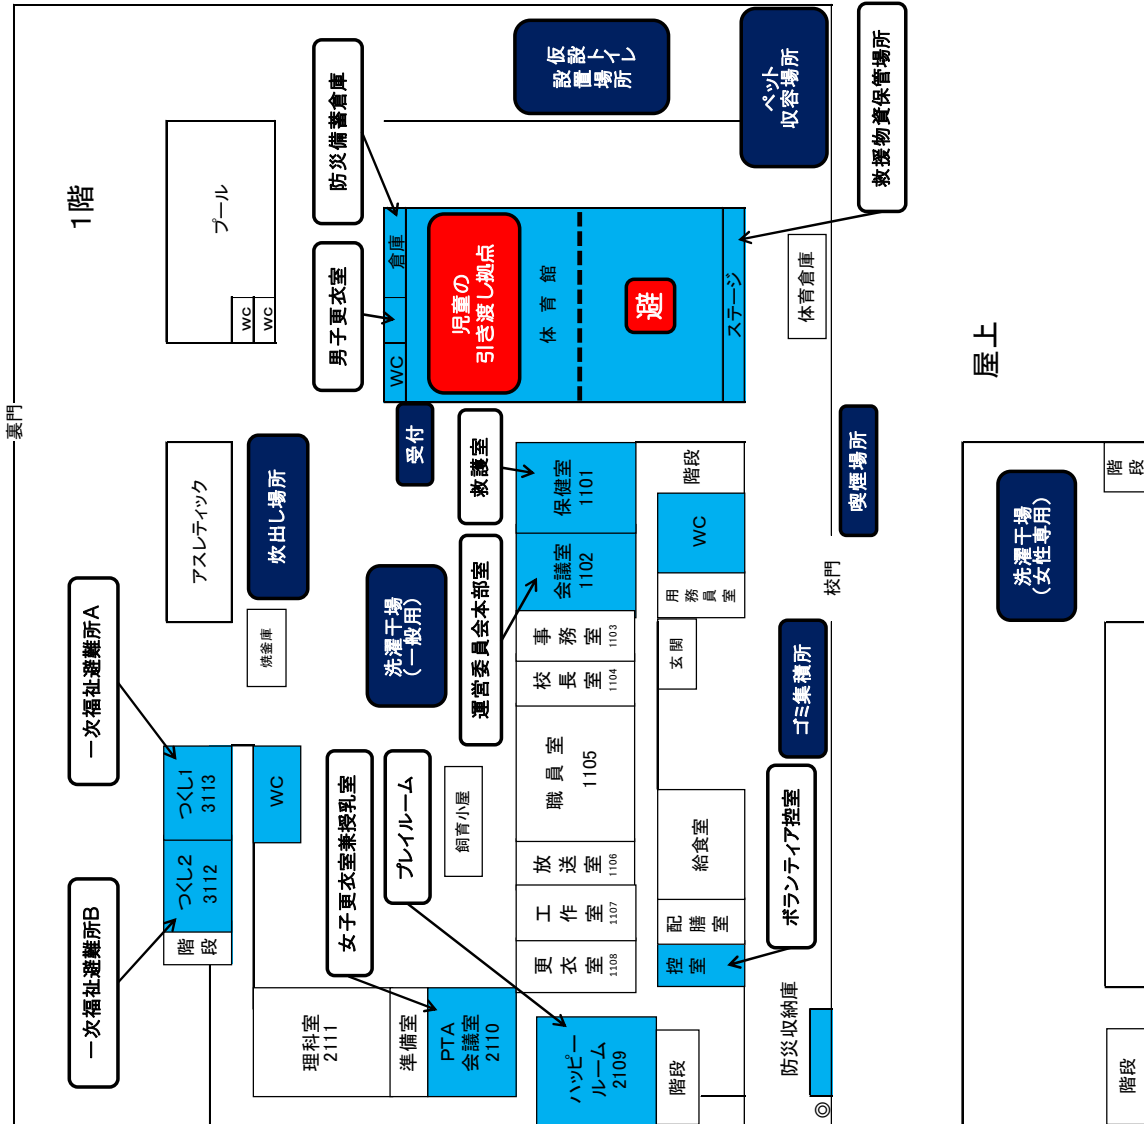 1階
裏門
プール
WC
WC
防災備蓄倉庫
男子更衣室
仮設トイレ
設置場所
ペット
収容場所
救援物資保管場所
倉庫
WC
児童の
引き渡し拠点
体育館
避
ステージ
体育倉庫
受付
アスレティック
炊出し場所
焼釜庫
洗濯干場
(一般用)
救護室
運営委員会本部室
保健室
1101
会議室
1102
事務室
1103
校長室
1104
職員室
1105
放送室
1106
工作室
1107
更衣室
1108
階段
WC
用務員室
玄関
給食室
配膳室
控室
喫煙場所
校門
ゴミ集積所
ボランティア控室
一次福祉避難所A
一次福祉避難所B
つくし1
3113
つくし2
3112
階段
WC
女子更衣室兼授乳室
プレイルーム
飼育小屋
理科室
2111
準備室
PTA
会議室
2110
ハッピー
ルーム
2109
階段
防災収納庫
◎
屋上
洗濯干場
(女性専用)
階段
階段